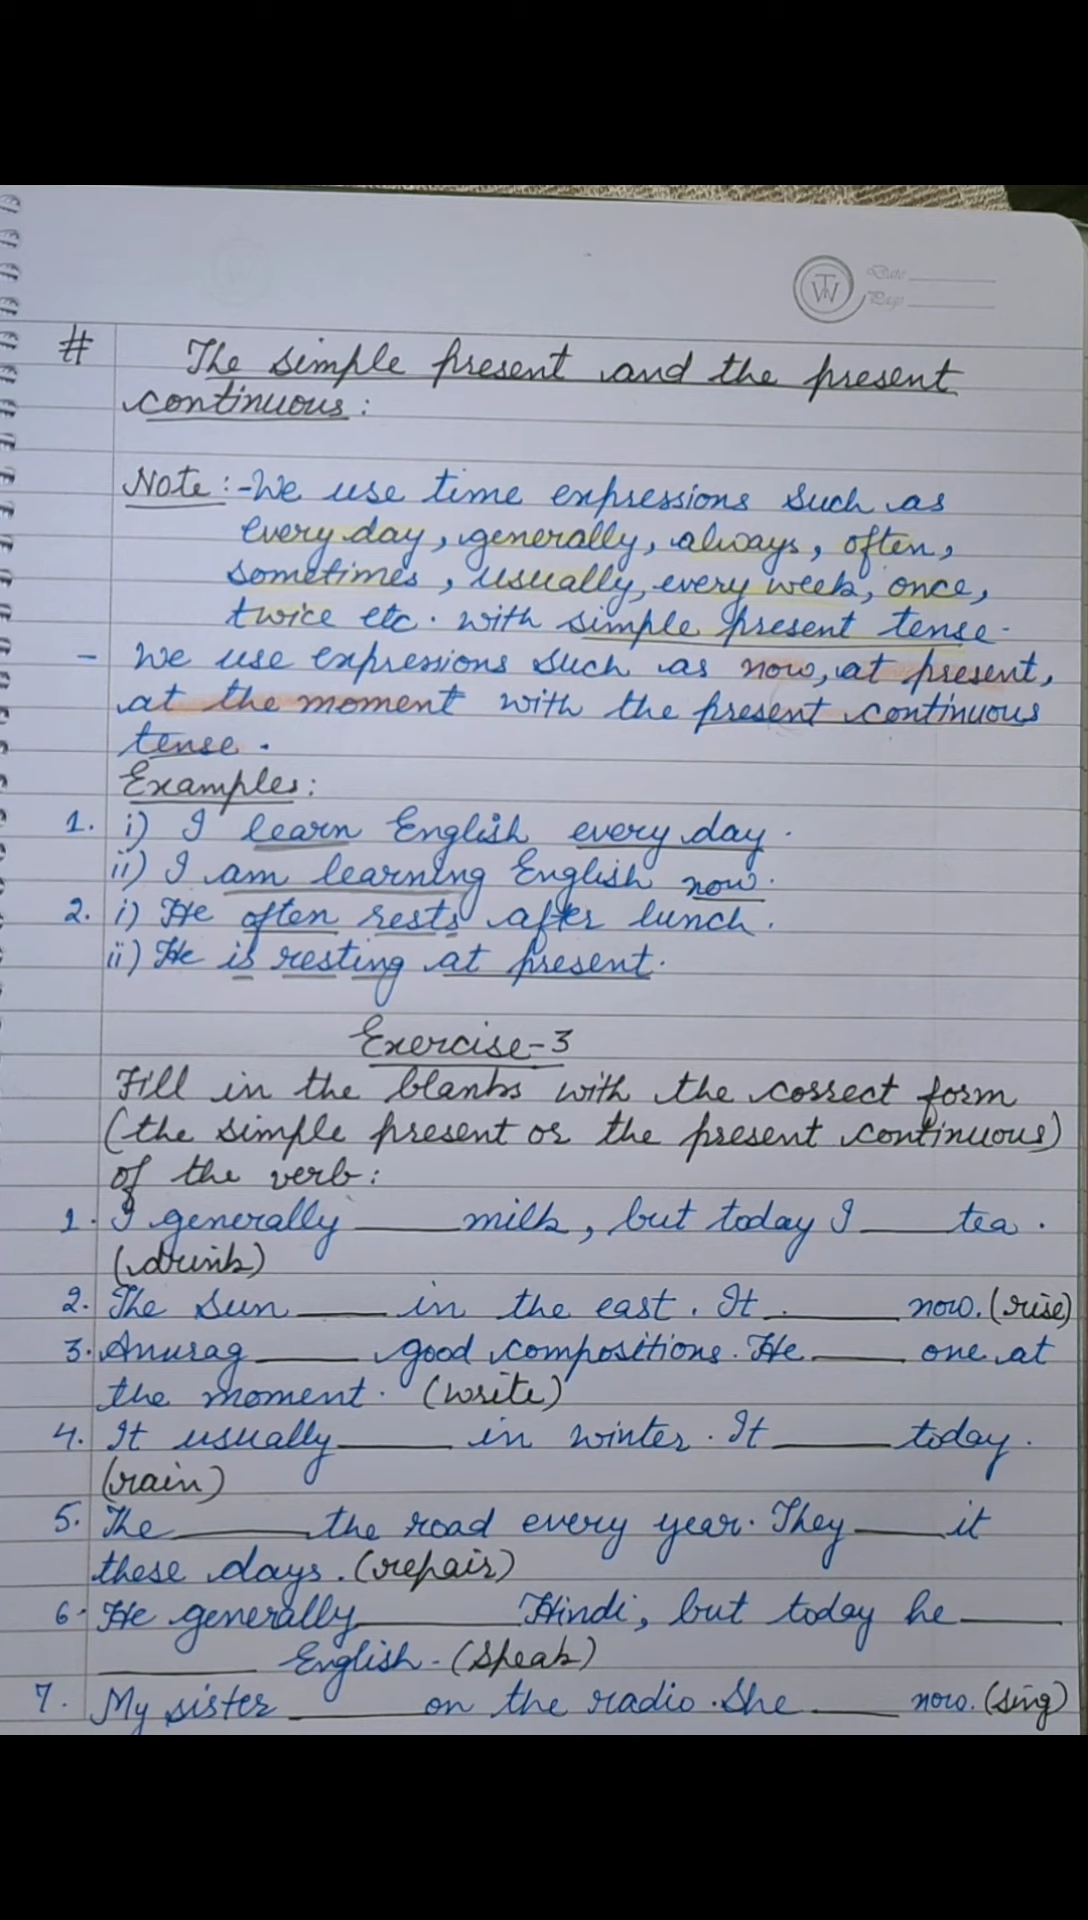 TW
Date
Page
# The simple present and the present
continuous:
Note:-We use time expressions such as
every day, generally, always, often,
sometimes, usually, every week, once,
twice etc. with simple present tense.
- We use expressions such as now, at present,
at the moment with the present continuous
tense.
Examples:
1. i) I learn English every day.
ii) I am learning English now.
2. i) He often rests after lunch.
ii) He is resting at present.
Exercise-3
Fill in the blanks with the correct form
(the simple present or the present continuous)
of the verb:
1. I generally ____ milk, but today I ____ tea.
(drink)
2. The sun ____ in the east. It ____ now. (rise)
3. Anurag ____ good compositions. He ____ one at
the moment. (write)
4. It usually ____ in winter. It ____ today.
(rain)
5. The ____ the road every year. They ____ it
these days. (repair)
6. He generally ____ Hindi, but today he ____
____ English. (speak)
7. My sister ____ on the radio. She ____ now. (sing)